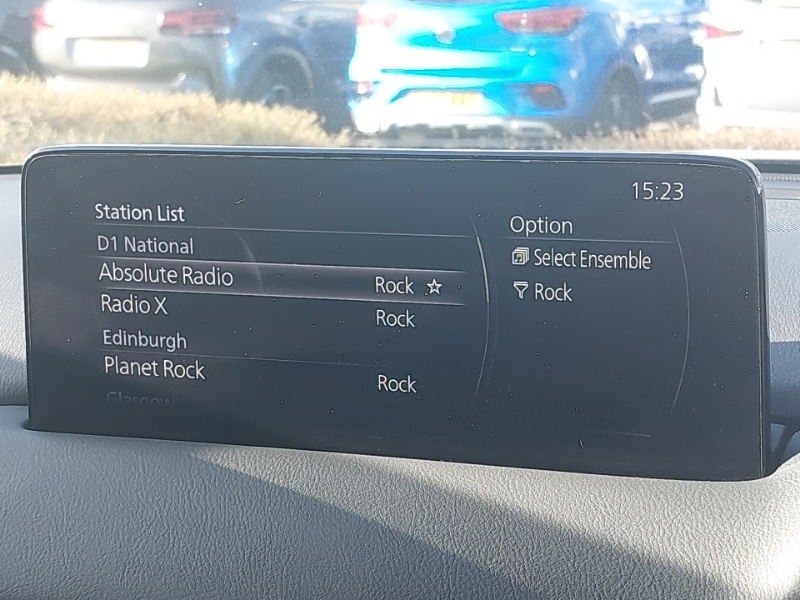 15:23
Station List
D1 National
Absolute Radio Rock ☆
Radio X Rock
Edinburgh
Planet Rock Rock
Glasgow
Option
Select Ensemble
Rock